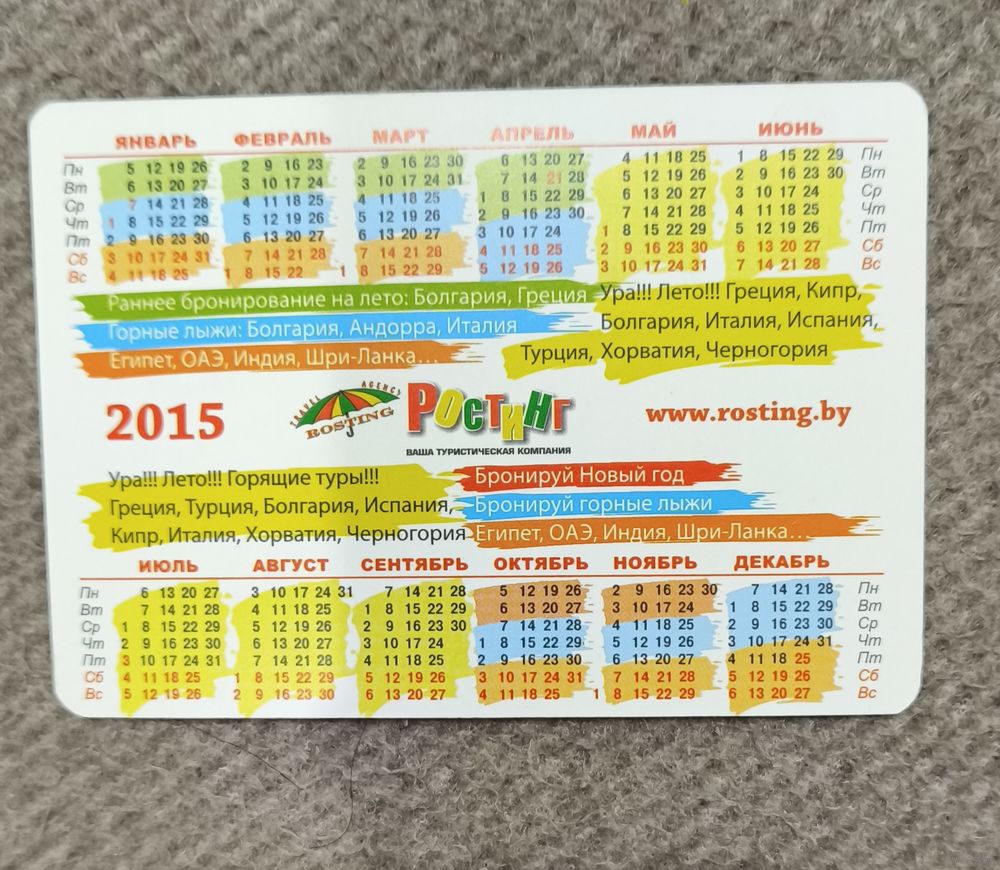 ЯНВАРЬ ФЕВРАЛЬ МАРТ АПРЕЛЬ МАЙ ИЮНЬ
Пн 5 12 19 26 2 9 16 23 2 9 16 23 30 6 13 20 27 4 11 18 25 1 8 15 22 29 Пн
Вт 6 13 20 27 3 10 17 24 3 10 17 24 31 7 14 21 28 5 12 19 26 2 9 16 23 30 Вт
Ср 7 14 21 28 4 11 18 25 4 11 18 25 1 8 15 22 29 6 13 20 27 3 10 17 24 Ср
Чт 1 8 15 22 29 5 12 19 26 5 12 19 26 2 9 16 23 30 7 14 21 28 4 11 18 25 Чт
Пт 2 9 16 23 30 6 13 20 27 6 13 20 27 3 10 17 24 1 8 15 22 29 5 12 19 26 Пт
Сб 3 10 17 24 31 7 14 21 28 7 14 21 28 4 11 18 25 2 9 16 23 30 6 13 20 27 Сб
Вс 4 11 18 25 1 8 15 22 1 8 15 22 29 5 12 19 26 3 10 17 24 31 7 14 21 28 Вс
Раннее бронирование на лето: Болгария, Греция
Горные лыжи: Болгария, Андорра, Италия
Египет, ОАЭ, Индия, Шри-Ланка...
Ура!!! Лето!!! Греция, Кипр,
Болгария, Италия, Испания,
Турция, Хорватия, Черногория
2015
TRAVEL AGENCY
ROSTING
РОСТИНГ
ВАША ТУРИСТИЧЕСКАЯ КОМПАНИЯ
www.rosting.by
Ура!!! Лето!!! Горящие туры!!!
Греция, Турция, Болгария, Испания,
Кипр, Италия, Хорватия, Черногория
Бронируй Новый год
Бронируй горные лыжи
Египет, ОАЭ, Индия, Шри-Ланка...
ИЮЛЬ АВГУСТ СЕНТЯБРЬ ОКТЯБРЬ НОЯБРЬ ДЕКАБРЬ
Пн 6 13 20 27 3 10 17 24 31 7 14 21 28 5 12 19 26 2 9 16 23 30 7 14 21 28 Пн
Вт 7 14 21 28 4 11 18 25 1 8 15 22 29 6 13 20 27 3 10 17 24 1 8 15 22 29 Вт
Ср 1 8 15 22 29 5 12 19 26 2 9 16 23 30 7 14 21 28 4 11 18 25 2 9 16 23 30 Ср
Чт 2 9 16 23 30 6 13 20 27 3 10 17 24 1 8 15 22 29 5 12 19 26 3 10 17 24 31 Чт
Пт 3 10 17 24 31 7 14 21 28 4 11 18 25 2 9 16 23 30 6 13 20 27 4 11 18 25 Пт
Сб 4 11 18 25 1 8 15 22 29 5 12 19 26 3 10 17 24 31 7 14 21 28 5 12 19 26 Сб
Вс 5 12 19 26 2 9 16 23 30 6 13 20 27 4 11 18 25 1 8 15 22 29 6 13 20 27 Вс